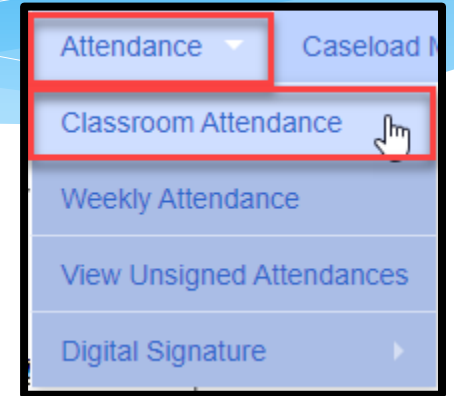 Attendance Caseload
Classroom Attendance
Weekly Attendance
View Unsigned Attendances
Digital Signature